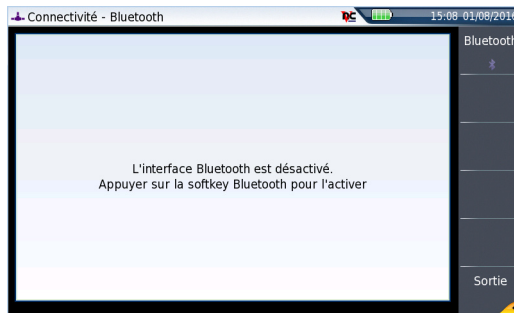 Connectivité - Bluetooth
15:08 01/08/2016
Bluetooth
L'interface Bluetooth est désactivé.
Appuyer sur la softkey Bluetooth pour l'activer
Sortie